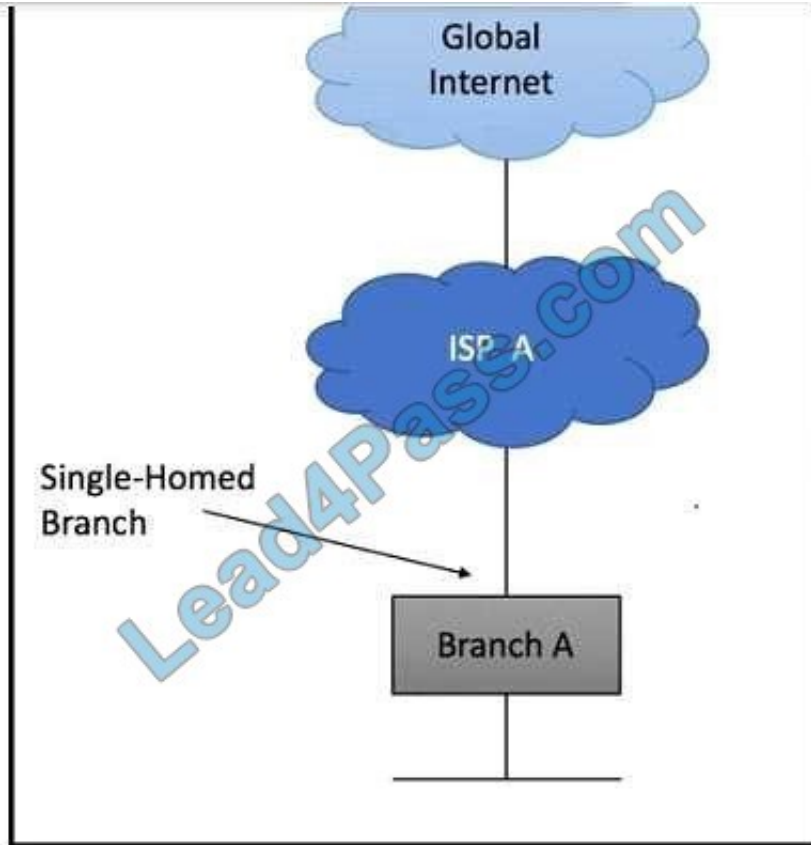 Global
Internet
ISP A
Single-Homed
Branch
Branch A
Lead4Pass.com